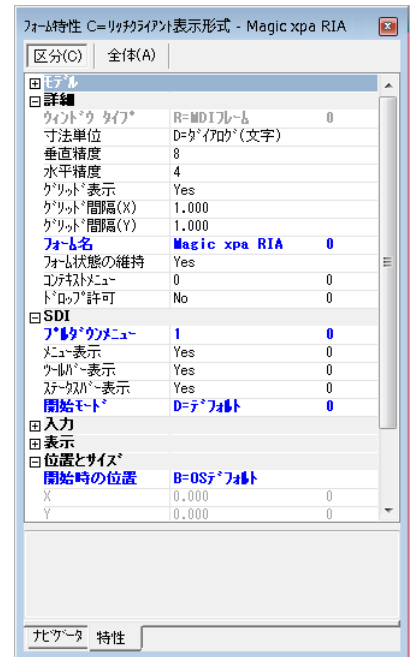 ﾌｫｰﾑ特性 C=ﾘｯﾁｸﾗｲｱﾝﾄ表示形式 - Magic xpa RIA
区分(C) 全体(A)
ﾓﾃﾞﾙ
詳細
ｳｨﾝﾄﾞｳ ﾀｲﾌﾟ R=MDIﾌﾚｰﾑ 0
寸法単位 D=ﾀﾞｲｱﾛｸﾞ(文字)
垂直精度 8
水平精度 4
ｸﾞﾘｯﾄﾞ表示 Yes
ｸﾞﾘｯﾄﾞ間隔(X) 1.000
ｸﾞﾘｯﾄﾞ間隔(Y) 1.000
ﾌｫｰﾑ名 Magic xpa RIA 0
ﾌｫｰﾑ状態の維持 Yes
ｺﾝﾃｷｽﾄﾒﾆｭｰ 0 0
ﾄﾞﾛｯﾌﾟ許可 No 0
SDI
ﾌﾟﾙﾀﾞｳﾝﾒﾆｭｰ 1 0
ﾒﾆｭｰ表示 Yes 0
ﾂｰﾙﾊﾞｰ表示 Yes 0
ｽﾃｰﾀｽﾊﾞｰ表示 Yes 0
開始ﾓｰﾄﾞ D=ﾃﾞﾌｫﾙﾄ 0
入力
表示
位置とｻｲｽﾞ
開始時の位置 B=OSﾃﾞﾌｫﾙﾄ
X 0.000 0
Y 0.000 0
ﾅﾋﾞｹﾞｰﾀ 特性